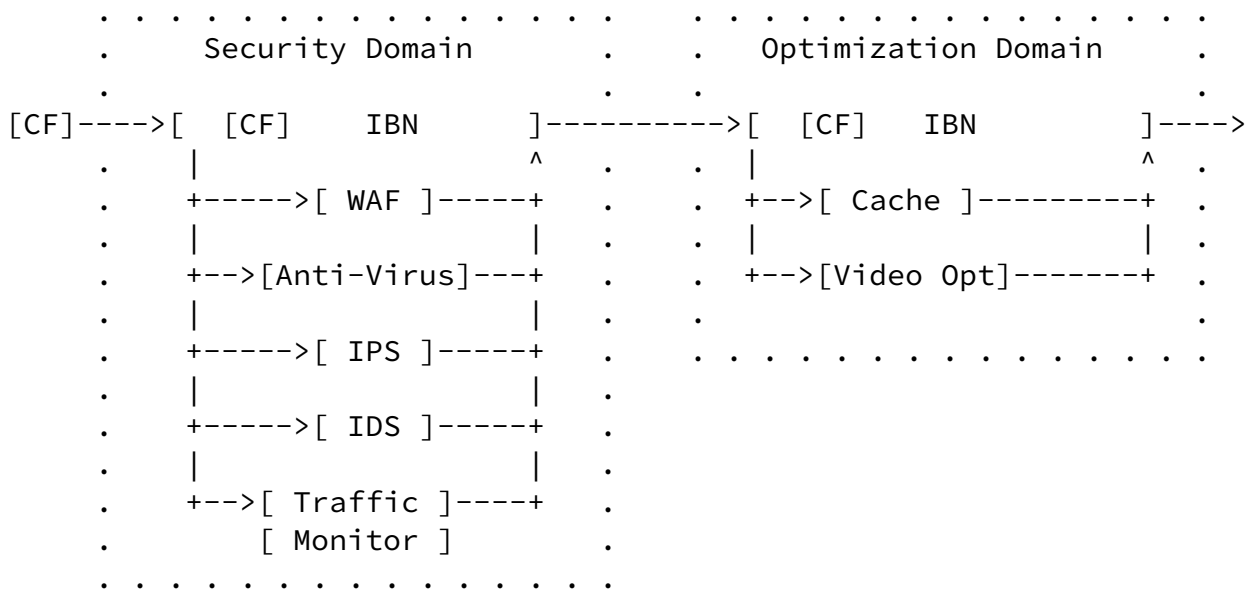 . . . . . . . . . . . . . . .   . . . . . . . . . . . . . . .
.     Security Domain       .   .   Optimization Domain     .
.                           .   .                           .
[CF]---->[  [CF]    IBN      ]---------->[  [CF]   IBN         ]---->
.    |                  ^   .   .  |                    ^  .
.    +----->[ WAF ]-----+   .   .  +-->[ Cache ]---------+  .
.    |                  |   .   .  |                    |  .
.    +-->[Anti-Virus]---+   .   .  +-->[Video Opt]-------+  .
.    |                  |   .   .                           .
.    +----->[ IPS ]-----+   .   . . . . . . . . . . . . . . .
.    |                  |   .
.    +----->[ IDS ]-----+   .
.    |                  |   .
.    +-->[ Traffic ]----+   .
.        [ Monitor ]        .
. . . . . . . . . . . . . . .